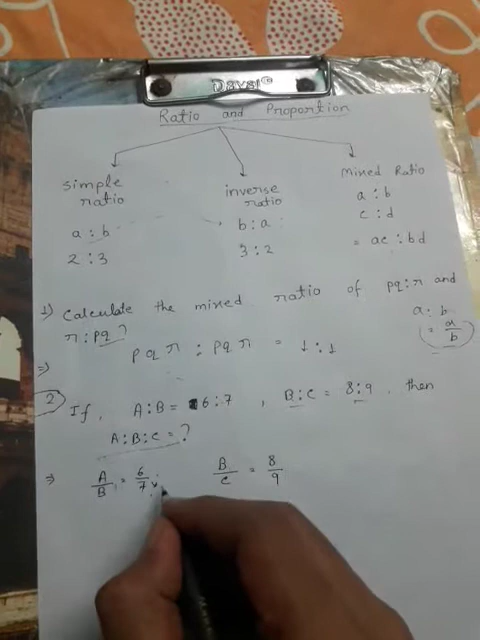 Davsi©
Ratio and Proportion
simple ratio
a : b
2 : 3
inverse ratio
b : a
3 : 2
Mixed Ratio
a : b
c : d
= ac : bd
1) Calculate the mixed ratio of pq:r and
r : pq ?
a : b
= a/b
=> pqr : pqr = 1 : 1
2) If, A:B = 6:7 , B:C = 8:9 . then
A:B:C = ?
=> A/B = 6/7 B/C = 8/9